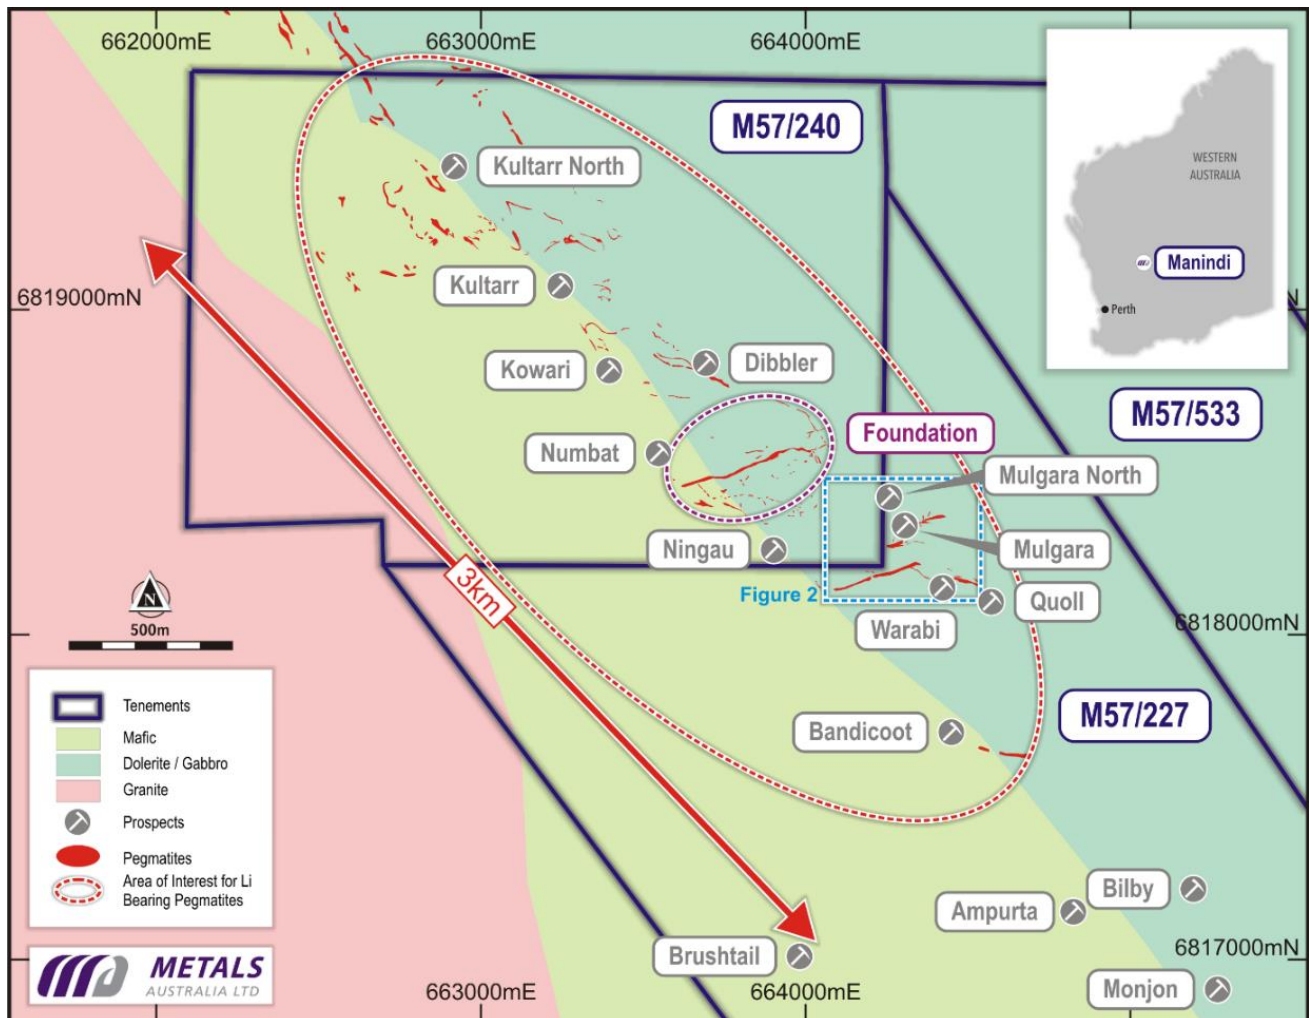 662000mE
663000mE
664000mE
M57/240
WESTERN
AUSTRALIA
Kultarr North
Manindi
Kultarr
6819000mN
N
Perth
Kowari
Dibbler
M57/533
Foundation
Numbat
Mulgara North
Ningau
Mulgara
3km
Figure 2
Quoll
N
500m
Warabi
6818000mN
Tenements
Mafic
Dolerite / Gabbro
Granite
Prospects
Pegmatites
Area of Interest for Li
Bearing Pegmatites
M57/227
Bandicoot
Bilby
Ampurta
Brushtail
6817000mN
METALS
AUSTRALIA LTD
663000mE
664000mE
Monjon